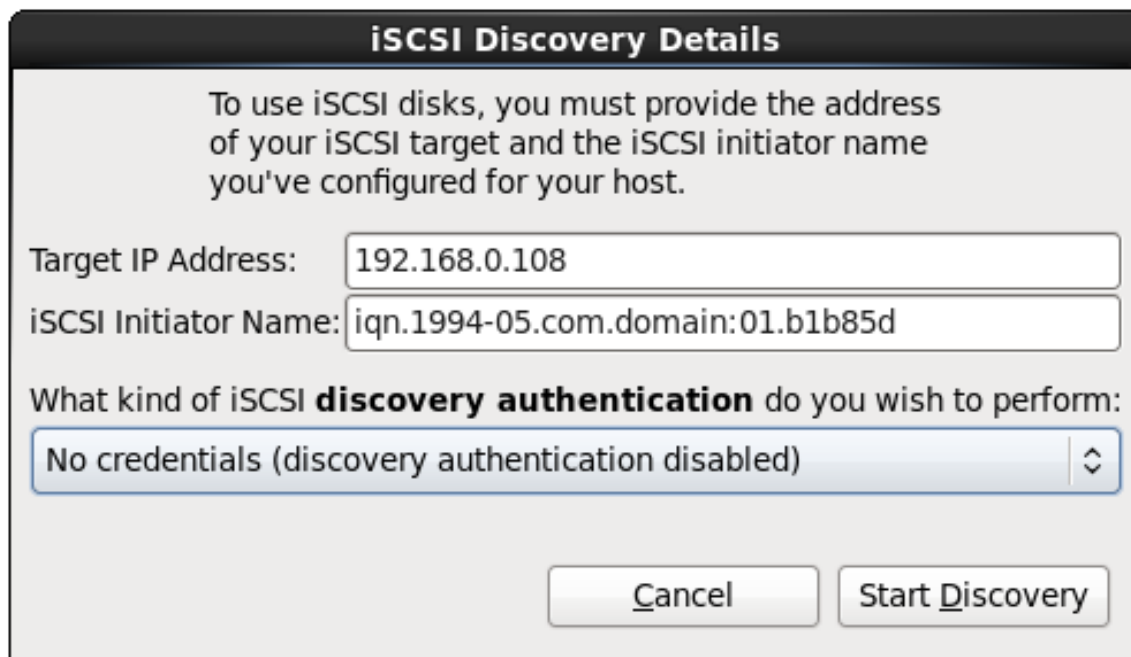 iSCSI Discovery Details
To use iSCSI disks, you must provide the address
of your iSCSI target and the iSCSI initiator name
you've configured for your host.
Target IP Address: 192.168.0.108
iSCSI Initiator Name: iqn.1994-05.com.domain:01.b1b85d
What kind of iSCSI discovery authentication do you wish to perform:
No credentials (discovery authentication disabled)
Cancel Start Discovery